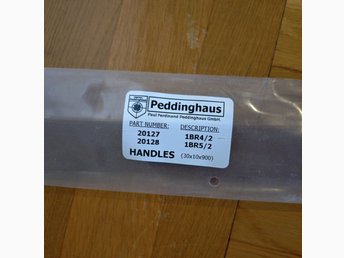 Peddinghaus
Paul Ferdinand Peddinghaus GmbH.
PART NUMBER: DESCRIPTION:
20127 1BR4/2
20128 1BR5/2
HANDLES (30x10x900)